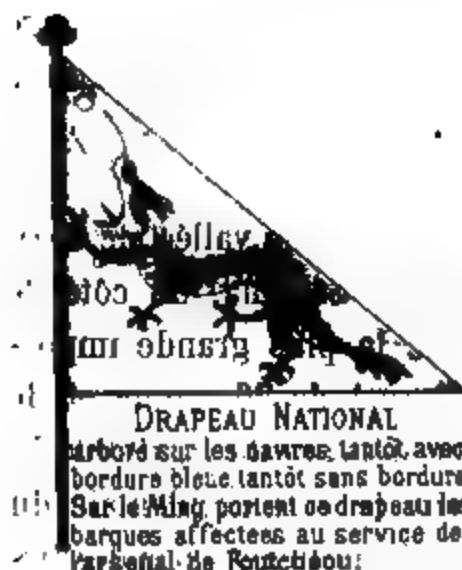 DRAPEAU NATIONAL
arboré sur les navires, tantôt avec
bordure bleue tantôt sans bordure
Sur le Ming, portent ce drapeau les
barques affectées au service de
l'arsenal de Foutchéou: